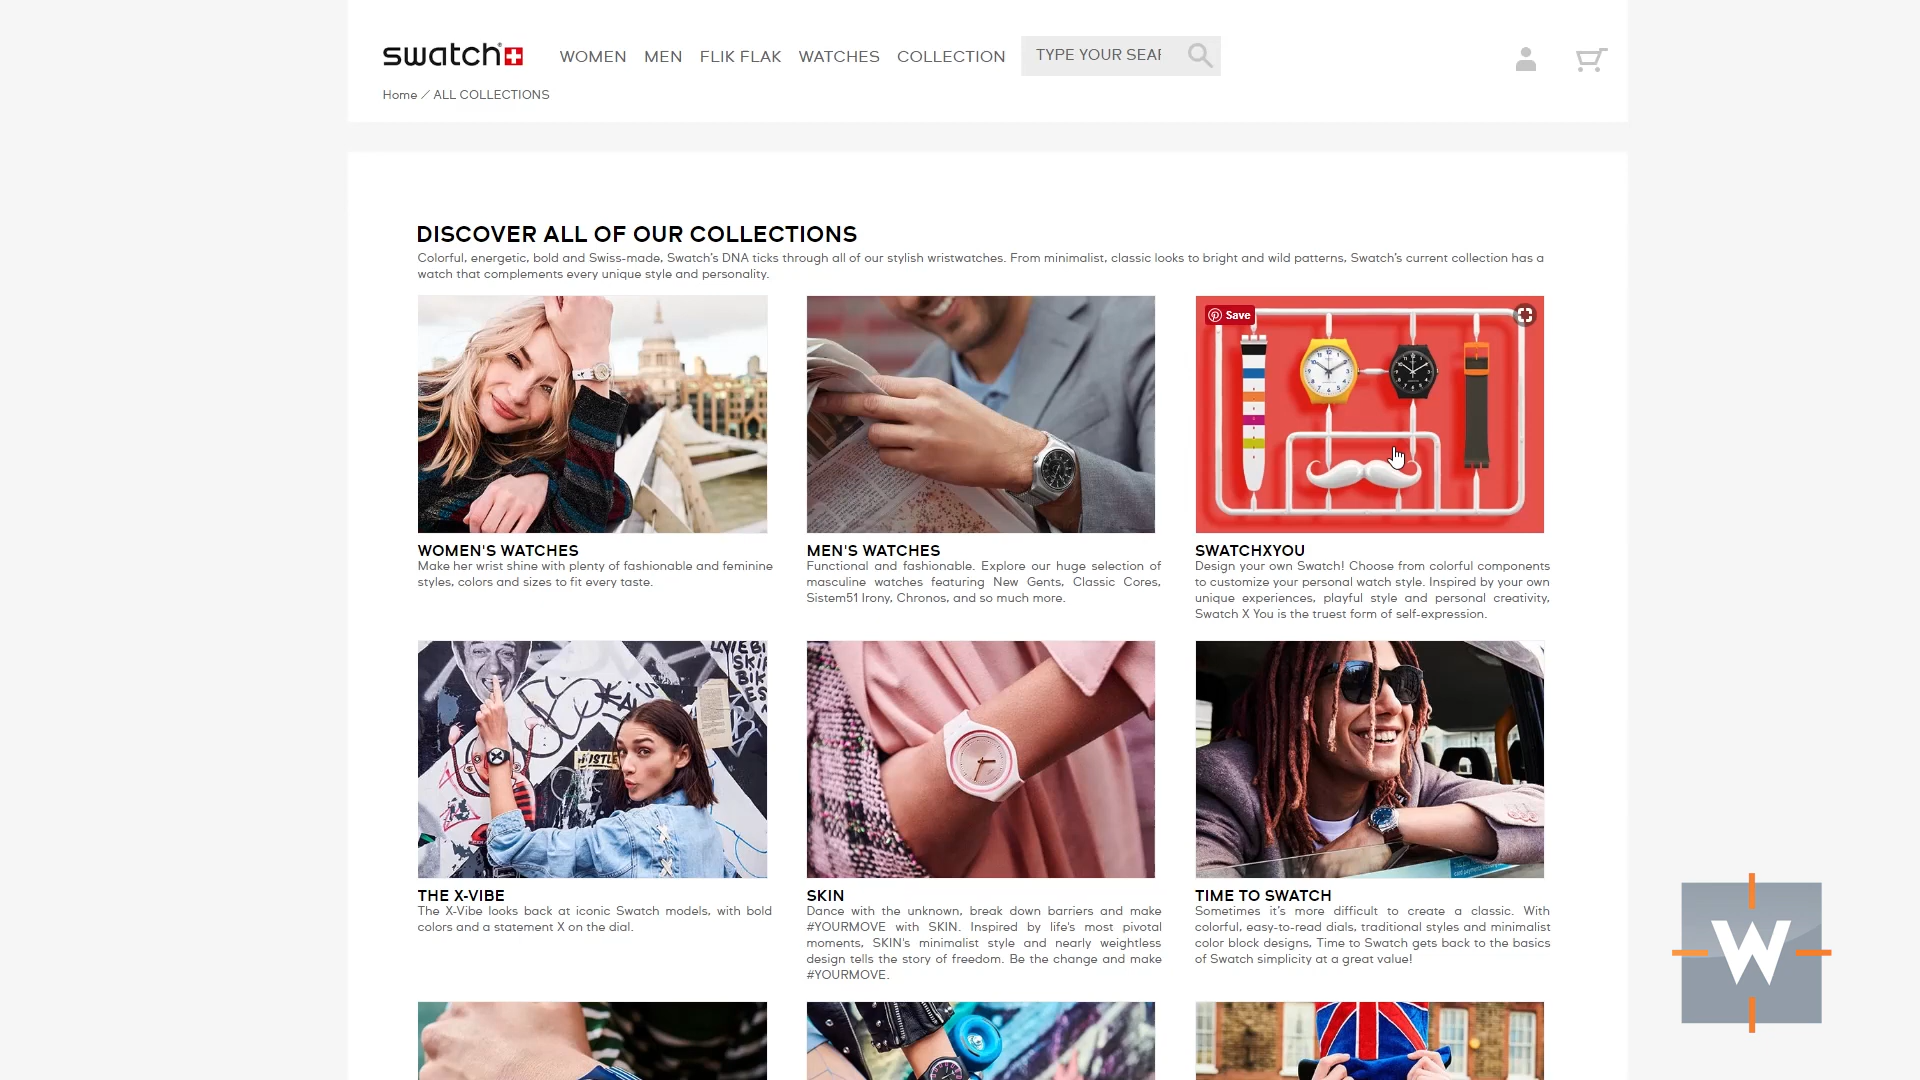 swatch
WOMEN MEN FLIK FLAK WATCHES COLLECTION TYPE YOUR SEAR
Home / ALL COLLECTIONS
DISCOVER ALL OF OUR COLLECTIONS
Colorful, energetic, bold and Swiss-made, Swatch's DNA ticks through all of our stylish wristwatches. From minimalist, classic looks to bright and wild patterns, Swatch's current collection has a
watch that complements every unique style and personality.
Save
WOMEN'S WATCHES
Make her wrist shine with plenty of fashionable and feminine
styles, colors and sizes to fit every taste.
MEN'S WATCHES
Functional and fashionable. Explore our huge selection of
masculine watches featuring New Gents, Classic Cores,
Sistem51 Irony, Chronos, and so much more.
SWATCHXYOU
Design your own Swatch! Choose from colorful components
to customize your personal watch style. Inspired by your own
unique experiences, playful style and personal creativity,
Swatch X You is the truest form of self-expression.
HUSTLE
THE X-VIBE
The X-Vibe looks back at iconic Swatch models, with bold
colors and a statement X on the dial.
SKIN
Dance with the unknown, break down barriers and make
#YOURMOVE with SKIN. Inspired by life's most pivotal
moments, SKIN's minimalist style and nearly weightless
design tells the story of freedom. Be the change and make
#YOURMOVE.
TIME TO SWATCH
Sometimes it's more difficult to create a classic. With
colorful, easy-to-read dials, traditional styles and minimalist
color block designs, Time to Swatch gets back to the basics
of Swatch simplicity at a great value!
W